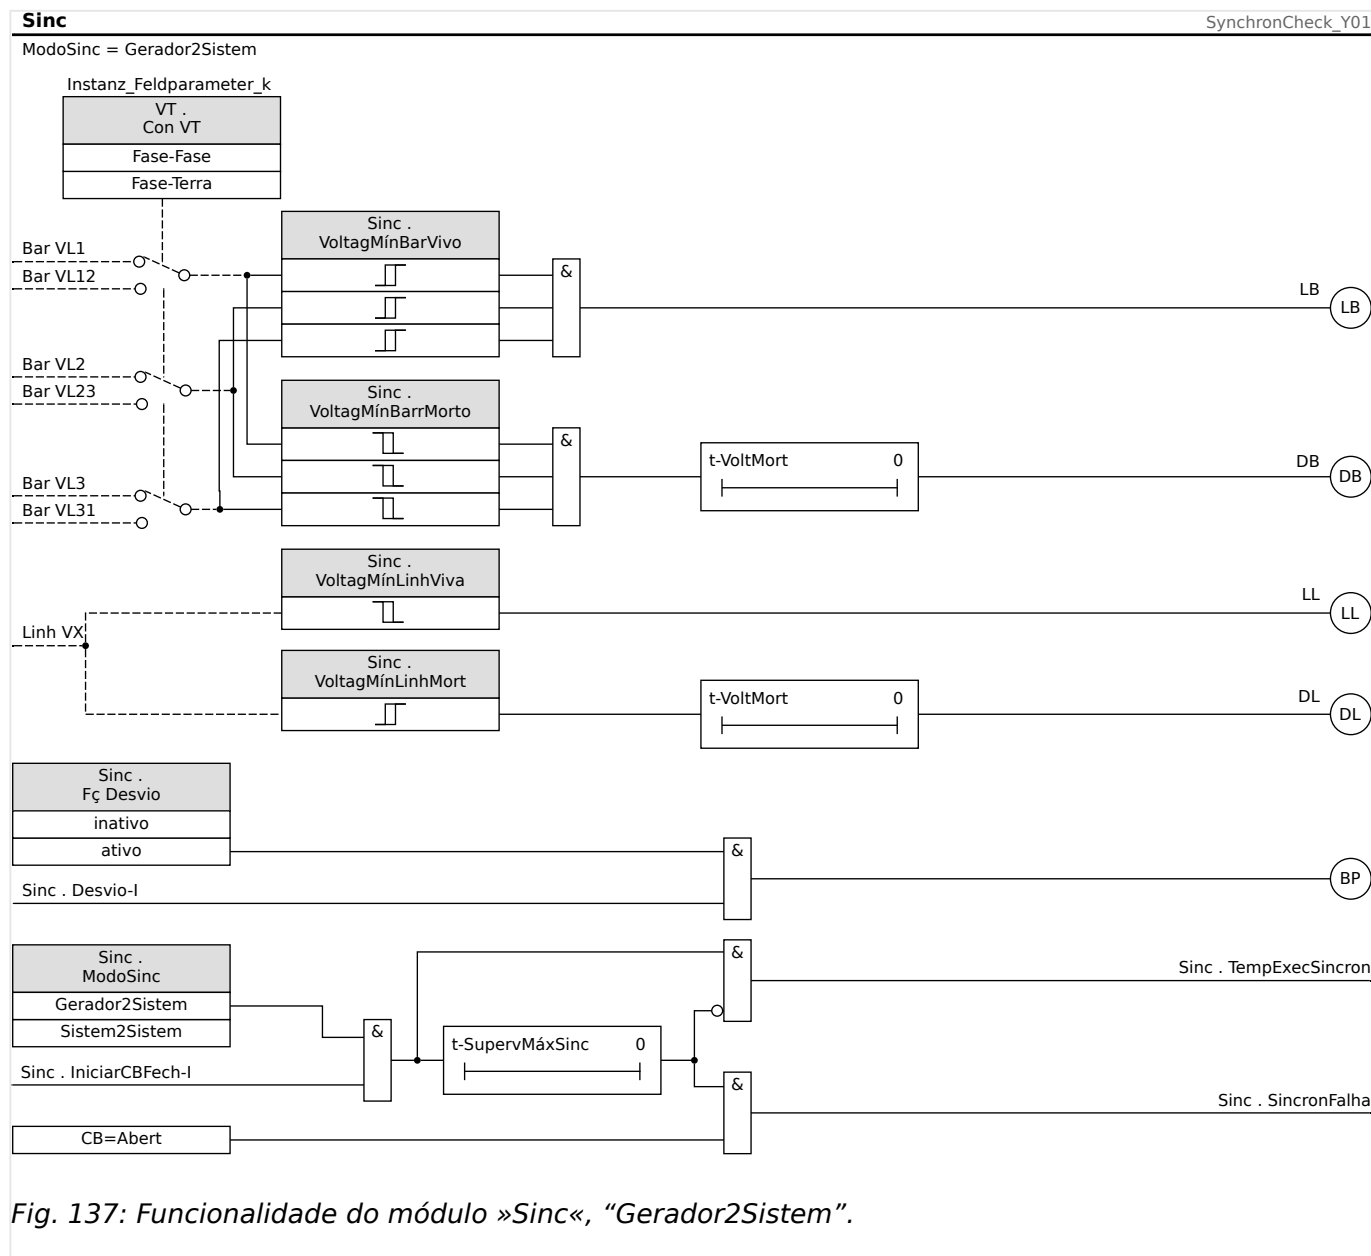 Sinc
SynchronCheck_Y01
ModoSinc = Gerador2Sistem
Instanz_Feldparameter_k
VT .
Con VT
Fase-Fase
Fase-Terra
Sinc .
VoltagMínBarVivo
Bar VL1
Bar VL12
&
LB
LB
Bar VL2
Bar VL23
Sinc .
VoltagMínBarrMorto
&
t-VoltMort 0
DB
DB
Bar VL3
Bar VL31
Sinc .
VoltagMínLinhViva
LL
LL
Linh VX
Sinc .
VoltagMínLinhMort
t-VoltMort 0
DL
DL
Sinc .
Fç Desvio
inativo
ativo
&
Sinc . Desvio-I
BP
Sinc .
ModoSinc
Gerador2Sistem
Sistem2Sistem
&
Sinc . TempExecSincron
&
t-SupervMáxSinc 0
Sinc . IniciarCBFech-I
&
Sinc . SincronFalha
CB=Abert
Fig. 137: Funcionalidade do módulo »Sinc«, “Gerador2Sistem”.